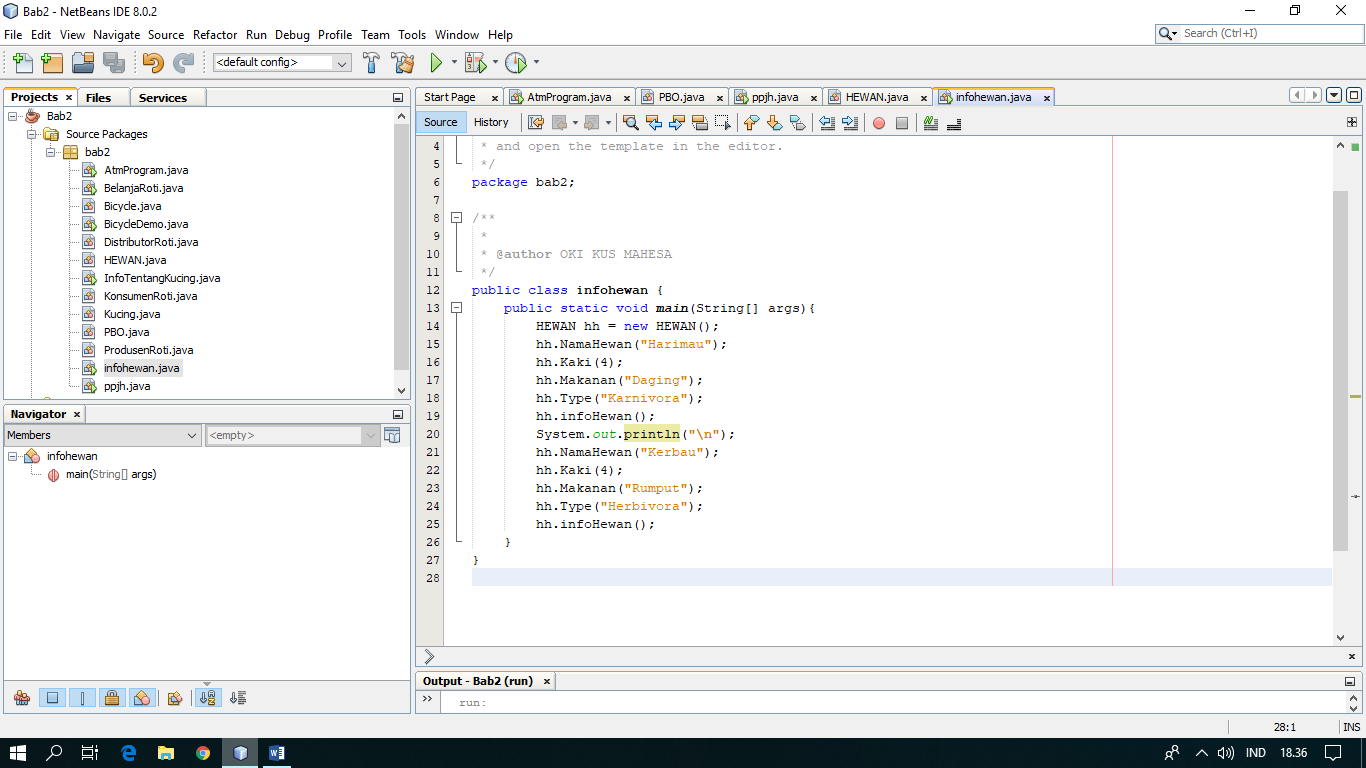 Bab2 - NetBeans IDE 8.0.2
File Edit View Navigate Source Refactor Run Debug Profile Team Tools Window Help
Search (Ctrl+I)
<default config>
Projects Files Services
Bab2
Source Packages
bab2
AtmProgram.java
BelanjaRoti.java
Bicycle.java
BicycleDemo.java
DistributorRoti.java
HEWAN.java
InfoTentangKucing.java
KonsumenRoti.java
Kucing.java
PBO.java
ProdusenRoti.java
infohewan.java
ppjh.java
Navigator
Members <empty>
infohewan
main(String[] args)
Start Page AtmProgram.java PBO.java ppjh.java HEWAN.java infohewan.java
Source History
4 * and open the template in the editor.
5 */
6 package bab2;
7
8 /**
9 *
10 * @author OKI KUS MAHESA
11 */
12 public class infohewan {
13 public static void main(String[] args){
14 HEWAN hh = new HEWAN();
15 hh.NamaHewan("Harimau");
16 hh.Kaki(4);
17 hh.Makanan("Daging");
18 hh.Type("Karnivora");
19 hh.infoHewan();
20 System.out.println("\n");
21 hh.NamaHewan("Kerbau");
22 hh.Kaki(4);
23 hh.Makanan("Rumput");
24 hh.Type("Herbivora");
25 hh.infoHewan();
26 }
27 }
28
Output - Bab2 (run)
run:
28:1 INS
IND 18.36